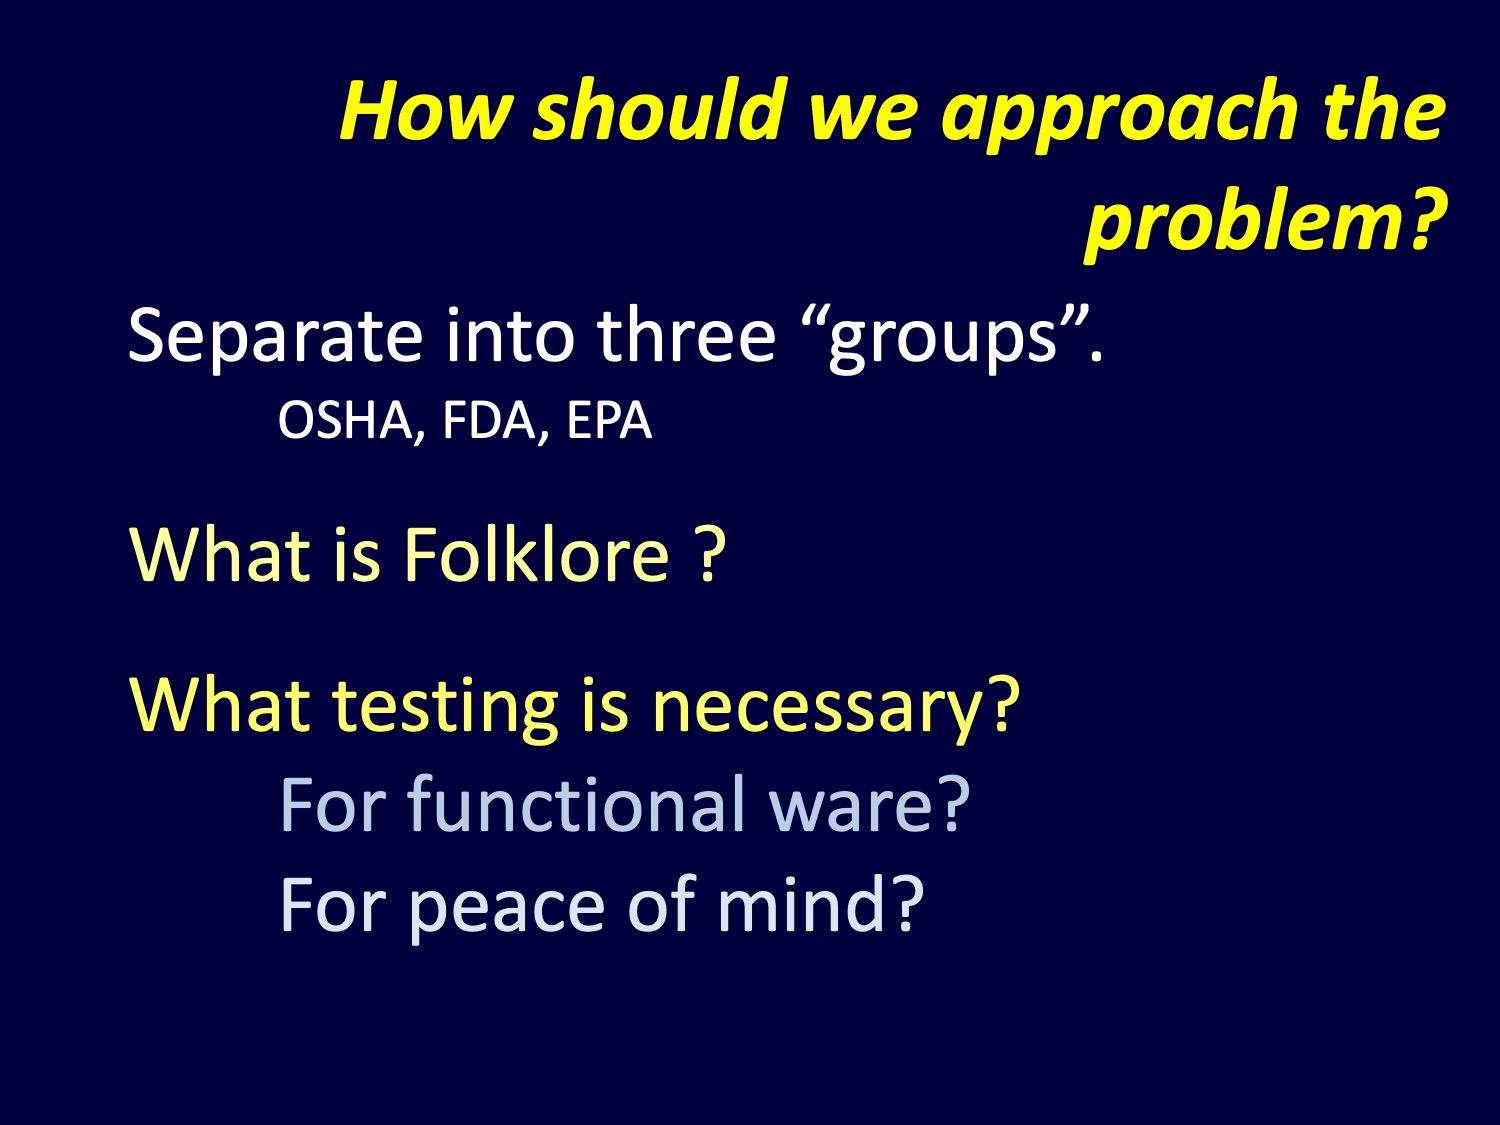 How should we approach the
problem?
Separate into three “groups”.
OSHA, FDA, EPA
What is Folklore ?
What testing is necessary?
For functional ware?
For peace of mind?